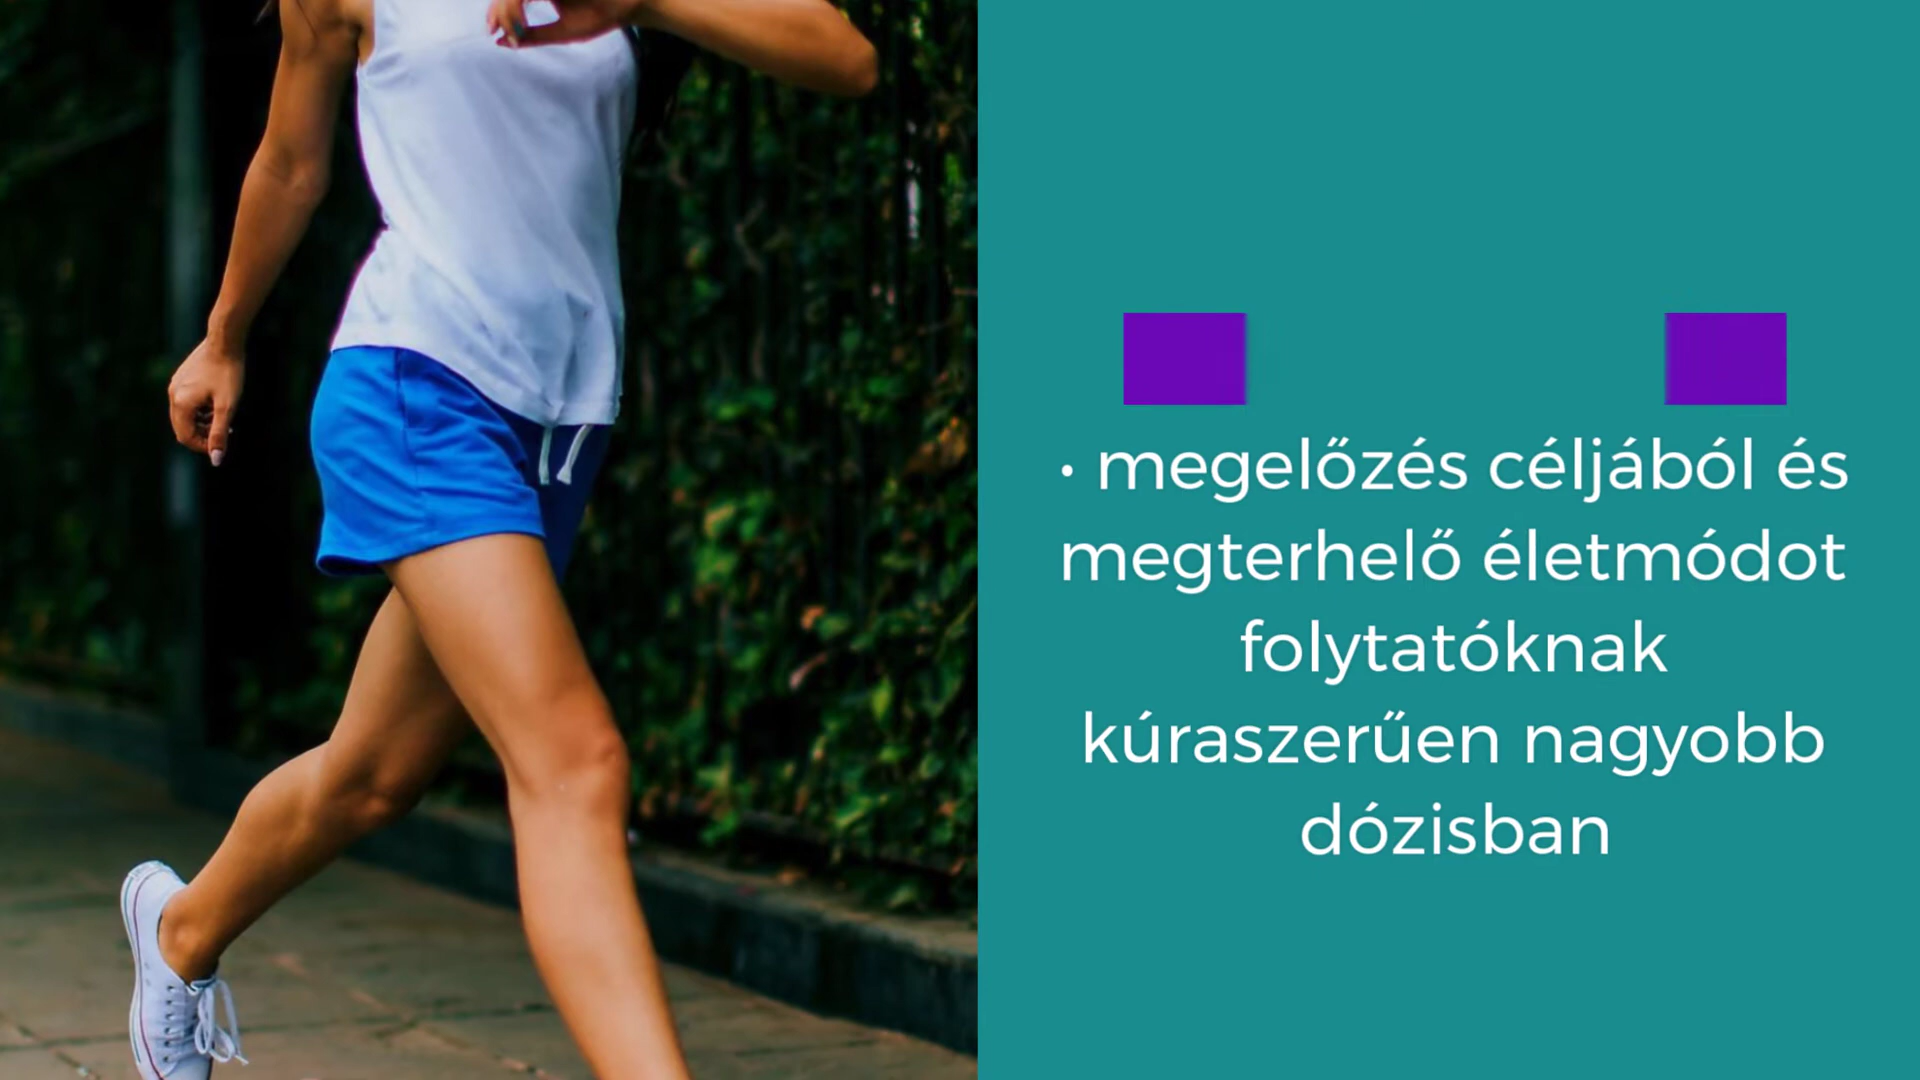 • megelőzés céljából és
megterhelő életmódot
folytatóknak
kúraszerűen nagyobb
dózisban